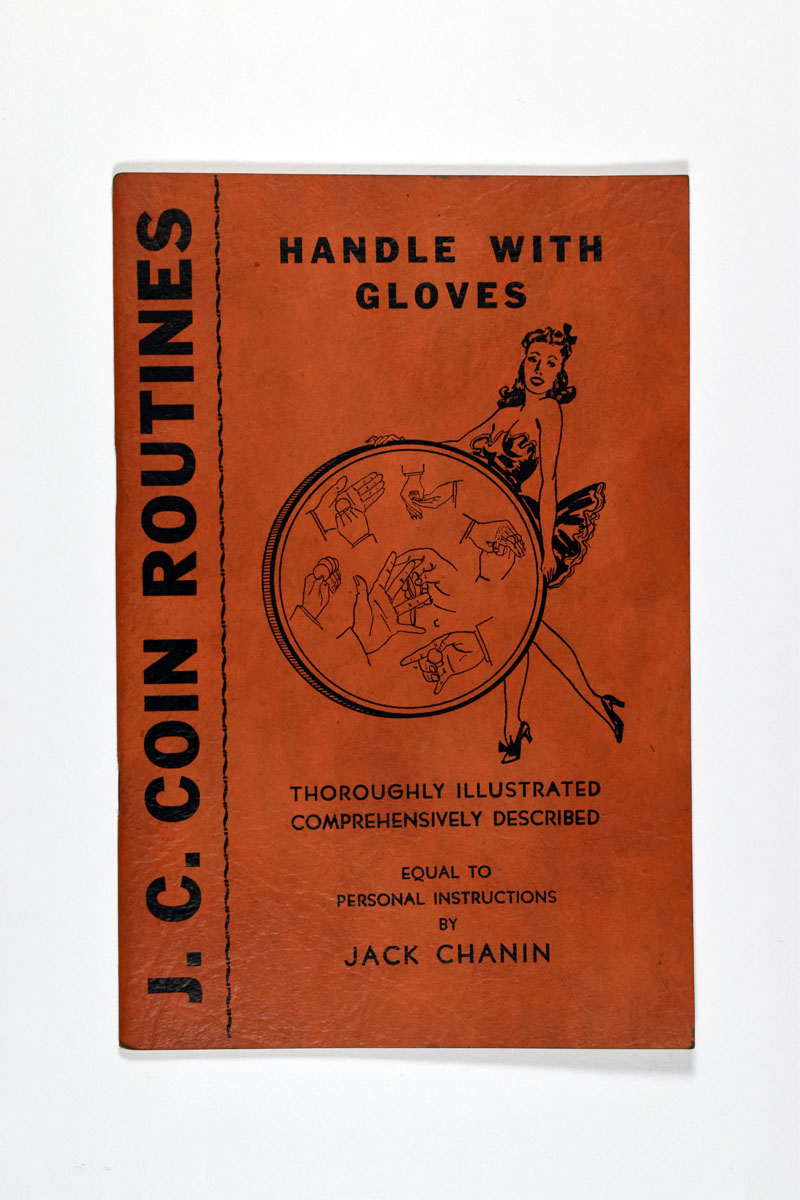 J. C. COIN ROUTINES
HANDLE WITH
GLOVES
C
THOROUGHLY ILLUSTRATED
COMPREHENSIVELY DESCRIBED
EQUAL TO
PERSONAL INSTRUCTIONS
BY
JACK CHANIN